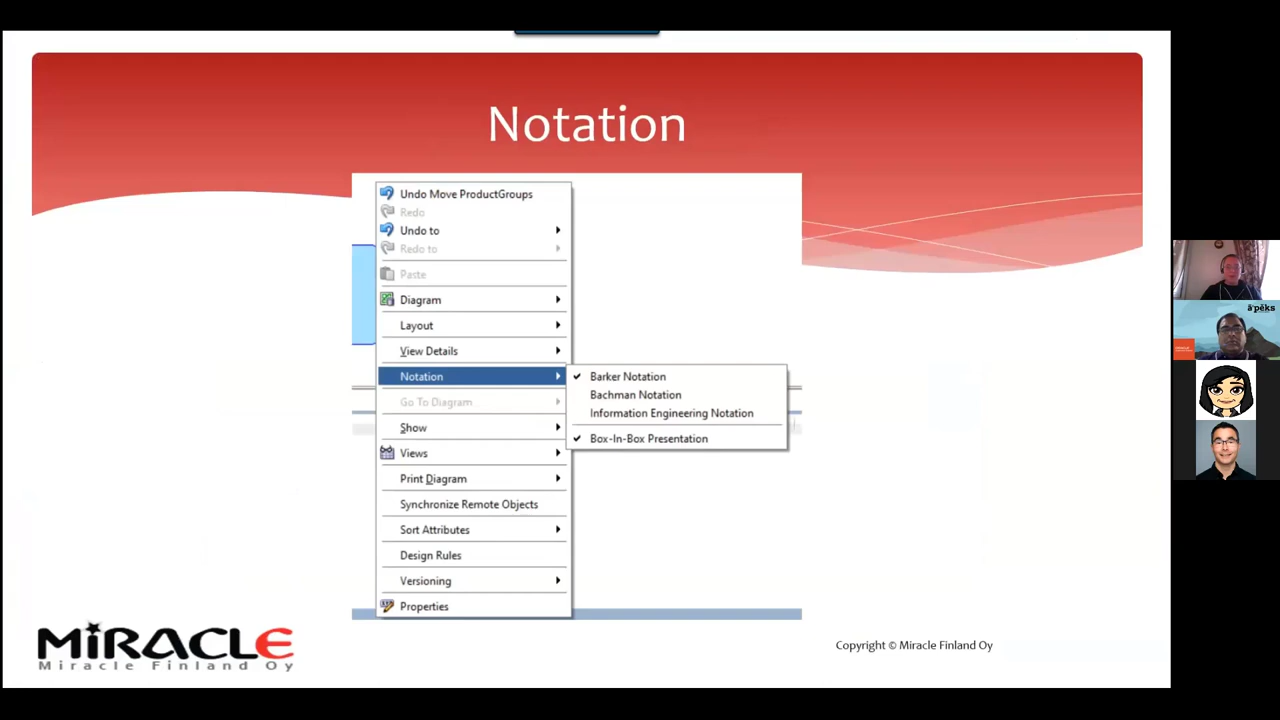 Notation
Undo Move ProductGroups
Redo
Undo to
Redo to
Paste
Diagram
Layout
View Details
Notation
Go To Diagram
Show
Views
Print Diagram
Synchronize Remote Objects
Sort Attributes
Design Rules
Versioning
Properties
Barker Notation
Bachman Notation
Information Engineering Notation
Box-In-Box Presentation
MiRACLE
Miracle Finland Oy
Copyright © Miracle Finland Oy
ā'pěks
ORACLE